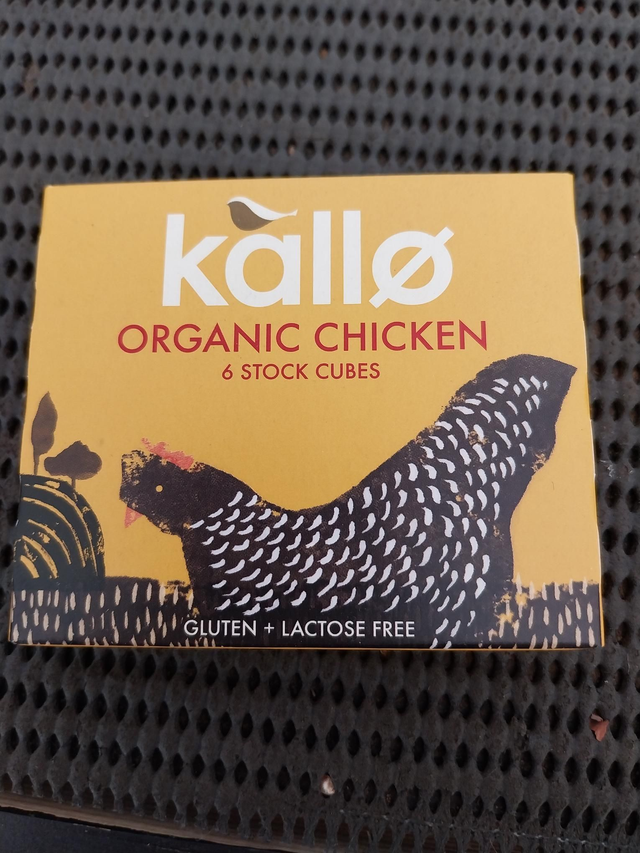 kallø
ORGANIC CHICKEN
6 STOCK CUBES
GLUTEN + LACTOSE FREE